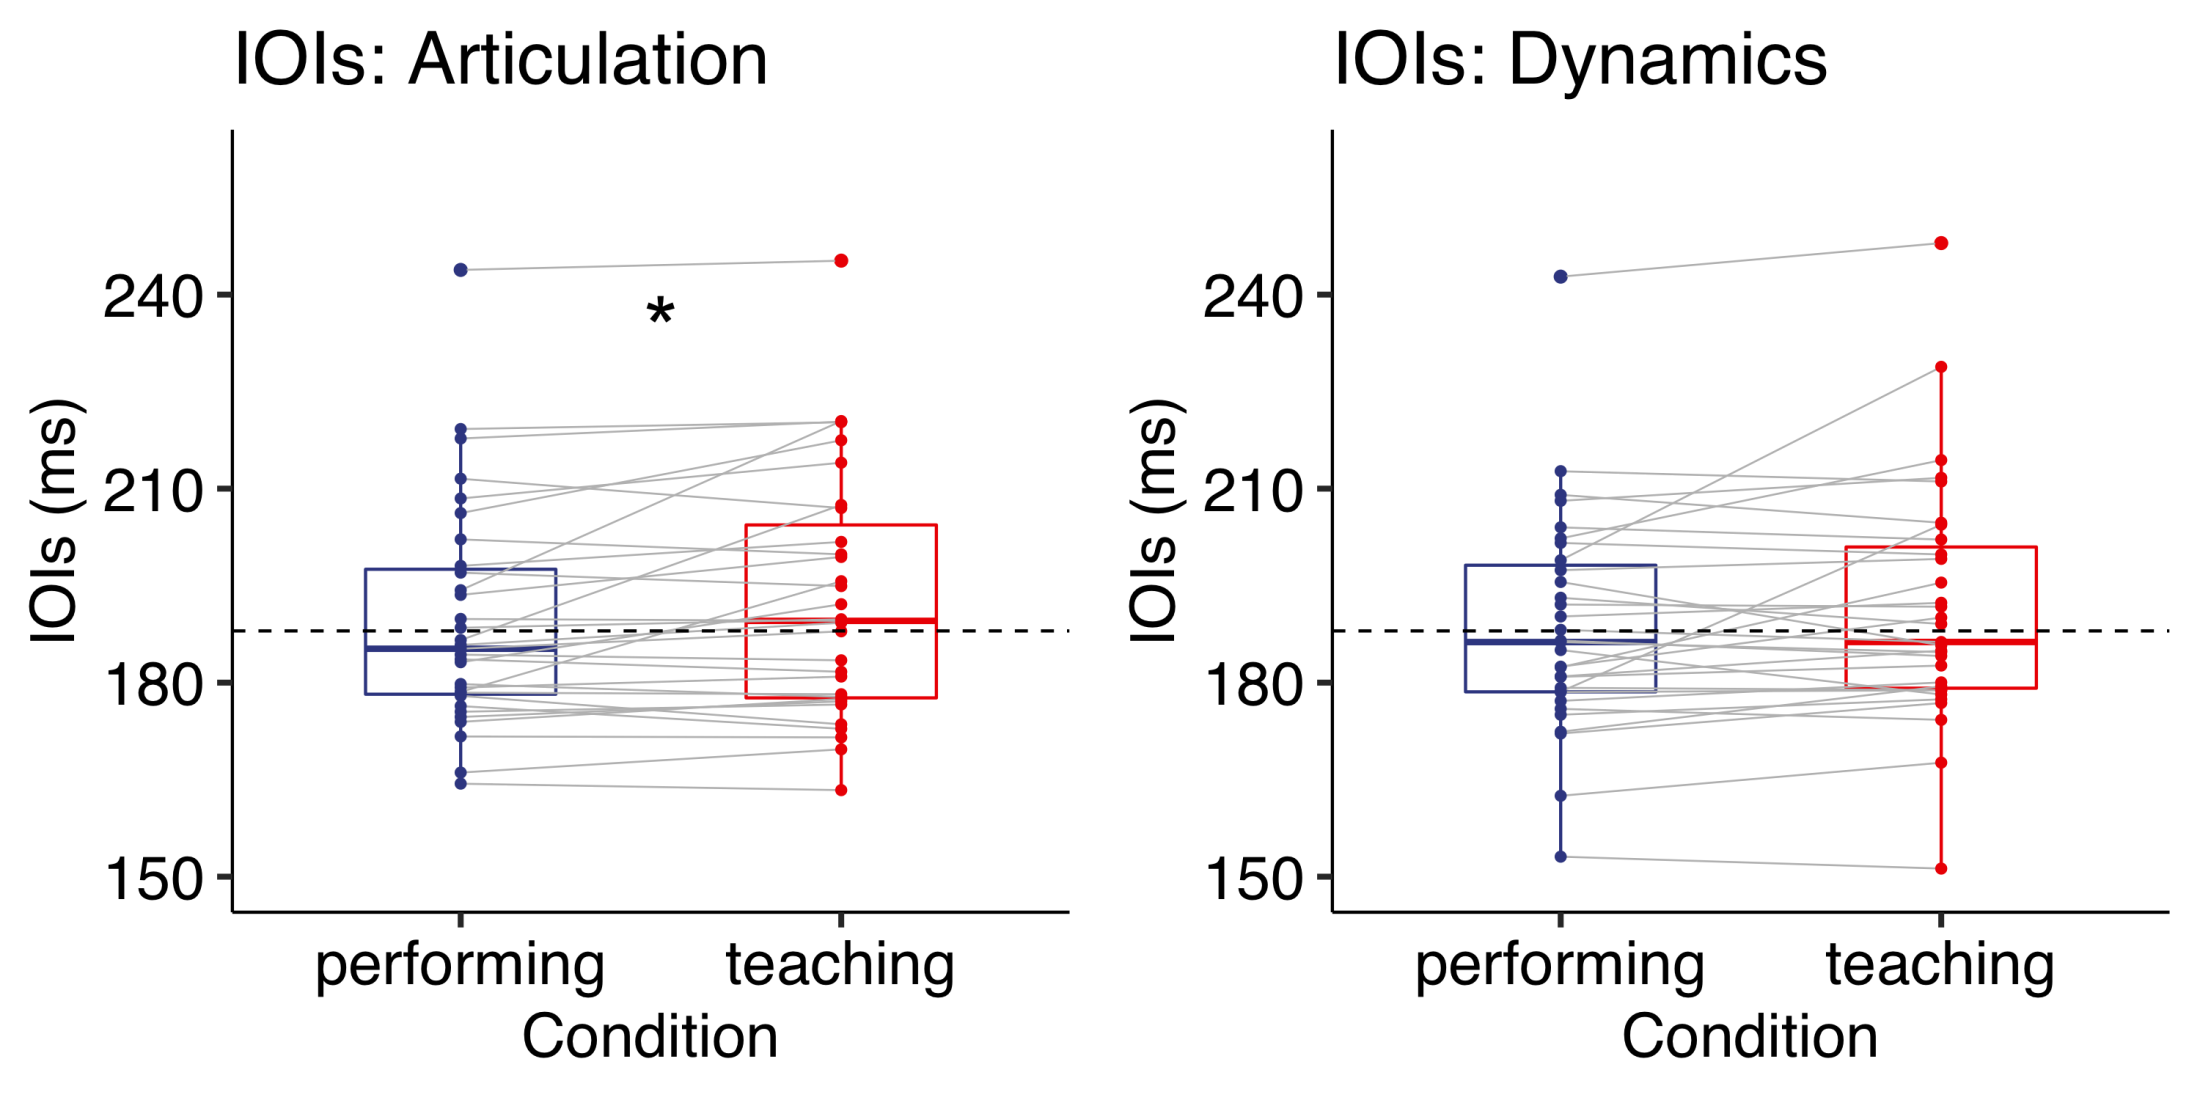 IOIs: Articulation
IOIs (ms)
240
210
180
150
*
performing
teaching
Condition
IOIs: Dynamics
IOIs (ms)
240
210
180
150
performing
teaching
Condition